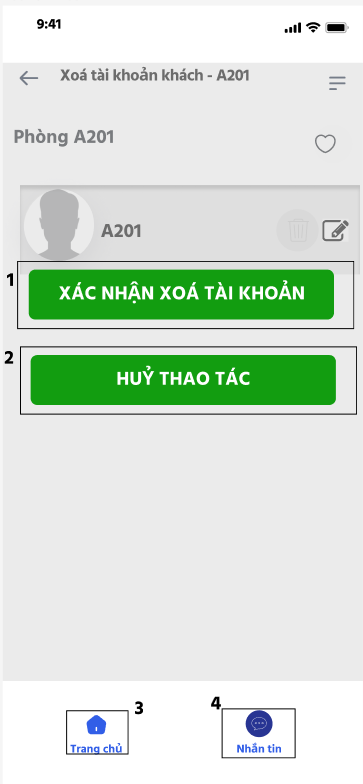 9:41
Xoá tài khoản khách - A201
Phòng A201
A201
1
XÁC NHẬN XOÁ TÀI KHOẢN
2
HUỶ THAO TÁC
3
4
Trang chủ
Nhắn tin